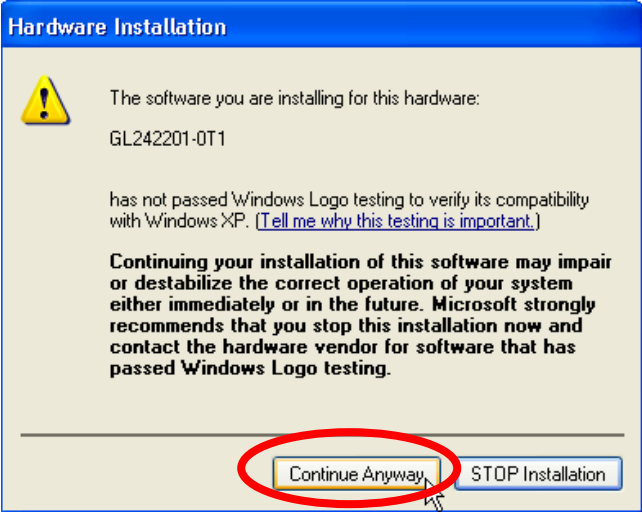 Hardware Installation
The software you are installing for this hardware:
GL242201-0T1
has not passed Windows Logo testing to verify its compatibility
with Windows XP. (Tell me why this testing is important.)
Continuing your installation of this software may impair
or destabilize the correct operation of your system
either immediately or in the future. Microsoft strongly
recommends that you stop this installation now and
contact the hardware vendor for software that has
passed Windows Logo testing.
Continue Anyway
STOP Installation